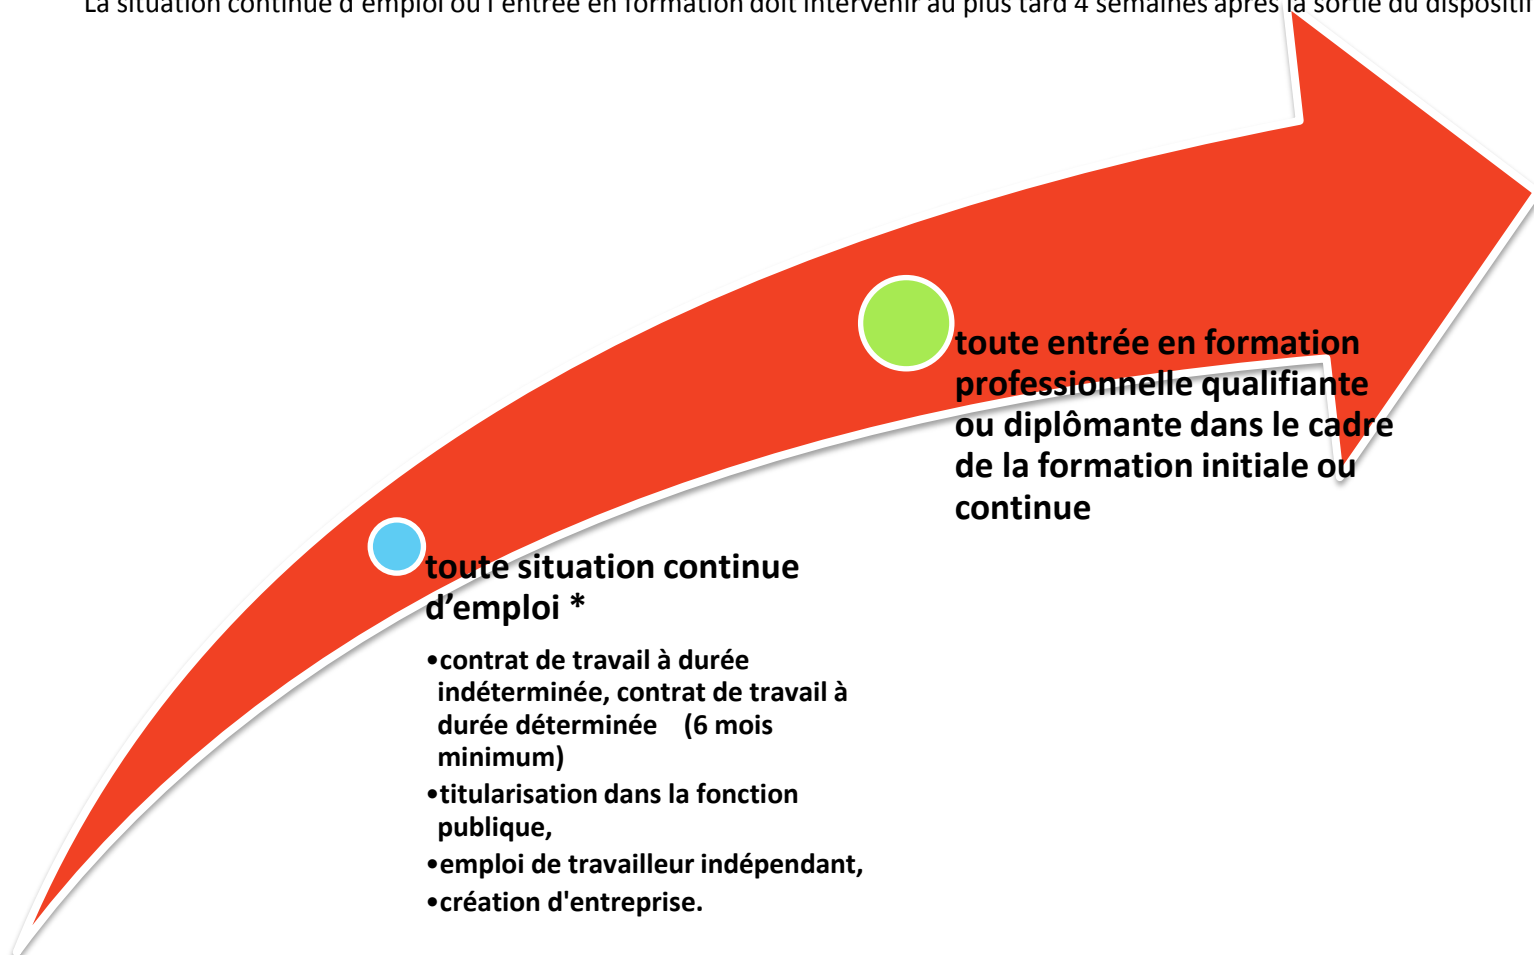 La situation continue d'emploi ou l'entrée en formation doit intervenir au plus tard 4 semaines après la sortie du dispositif
toute entrée en formation
professionnelle qualifiante
ou diplômante dans le cadre
de la formation initiale ou
continue
toute situation continue
d’emploi *
•contrat de travail à durée
indéterminée, contrat de travail à
durée déterminée (6 mois
minimum)
•titularisation dans la fonction
publique,
•emploi de travailleur indépendant,
•création d'entreprise.